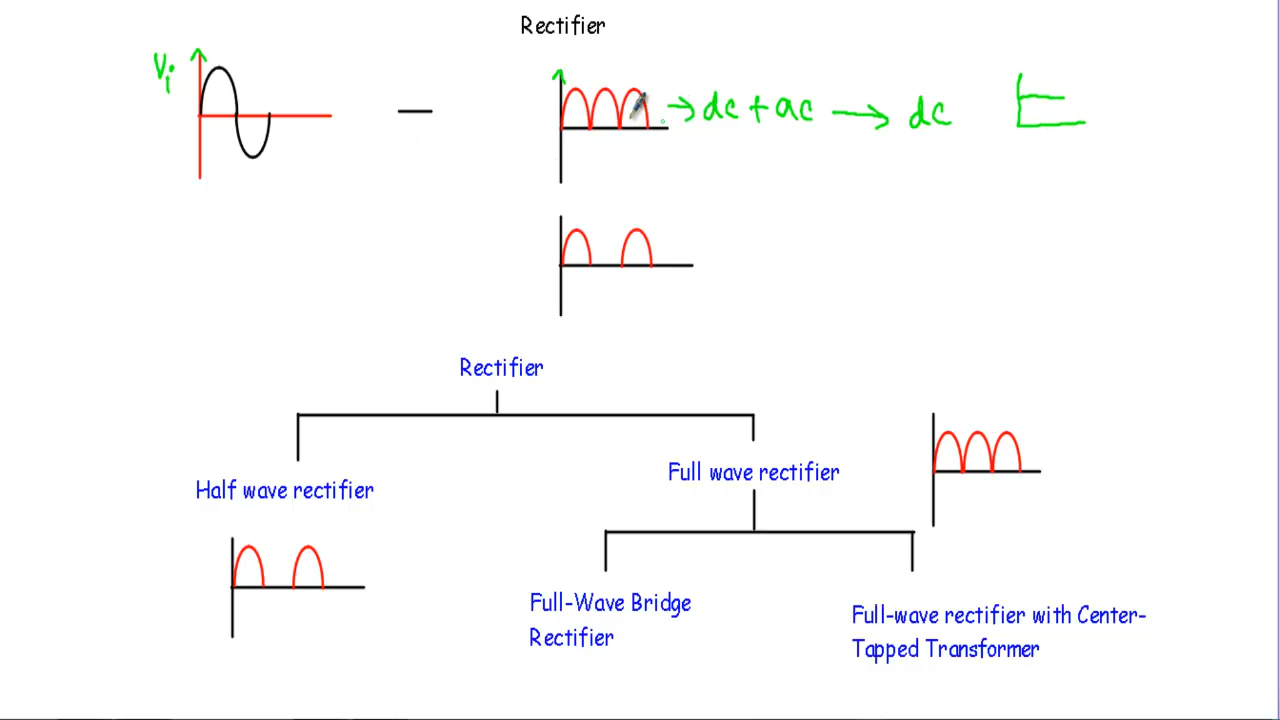 Rectifier
Vi
→ dc + ac → dc
Rectifier
Half wave rectifier
Full wave rectifier
Full-Wave Bridge
Rectifier
Full-wave rectifier with Center-
Tapped Transformer